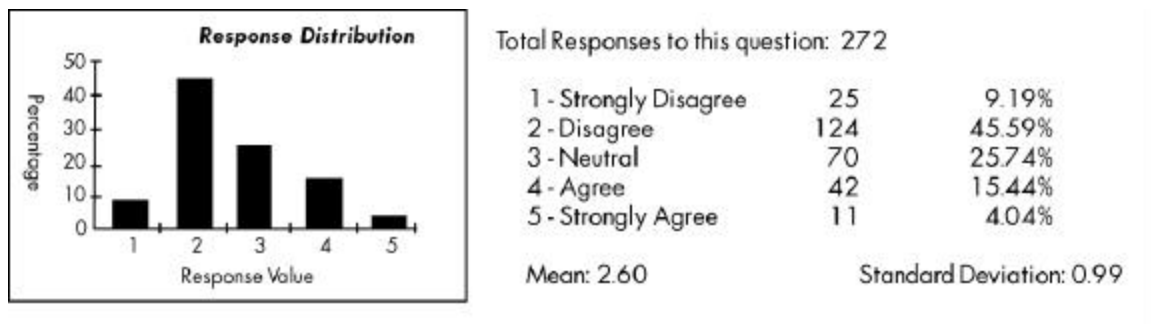 Response Distribution
50
40
30
20
10
0
Percentage
1 2 3 4 5
Response Value
Total Responses to this question: 272
1 - Strongly Disagree 25 9.19%
2 - Disagree 124 45.59%
3 - Neutral 70 25.74%
4 - Agree 42 15.44%
5 - Strongly Agree 11 4.04%
Mean: 2.60 Standard Deviation: 0.99